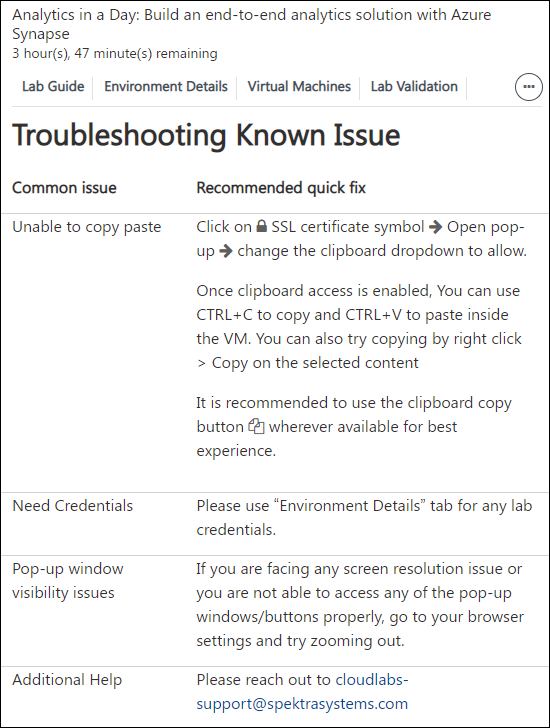 Analytics in a Day: Build an end-to-end analytics solution with Azure
Synapse
3 hour(s), 47 minute(s) remaining
Lab Guide
Environment Details
Virtual Machines
Lab Validation
Troubleshooting Known Issue
Common issue
Recommended quick fix
Unable to copy paste
Click on SSL certificate symbol → Open pop-
up → change the clipboard dropdown to allow.
Once clipboard access is enabled, You can use
CTRL+C to copy and CTRL+V to paste inside
the VM. You can also try copying by right click
> Copy on the selected content
It is recommended to use the clipboard copy
button wherever available for best
experience.
Need Credentials
Please use “Environment Details” tab for any lab
credentials.
Pop-up window
visibility issues
If you are facing any screen resolution issue or
you are not able to access any of the pop-up
windows/buttons properly, go to your browser
settings and try zooming out.
Additional Help
Please reach out to cloudlabs-
support@spektrasystems.com